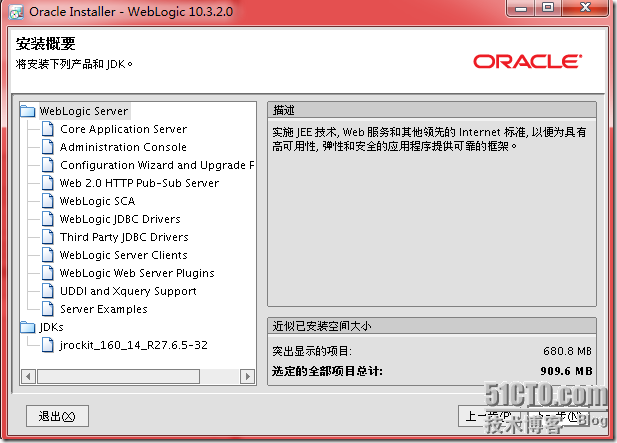 Oracle Installer - WebLogic 10.3.2.0
安装概要
将安装下列产品和 JDK。
ORACLE
WebLogic Server
Core Application Server
Administration Console
Configuration Wizard and Upgrade F
Web 2.0 HTTP Pub-Sub Server
WebLogic SCA
WebLogic JDBC Drivers
Third Party JDBC Drivers
WebLogic Server Clients
WebLogic Web Server Plugins
UDDI and Xquery Support
Server Examples
JDKs
jrockit_160_14_R27.6.5-32
描述
实施 JEE 技术, Web 服务和其他领先的 Internet 标准, 以便为具有
高可用性, 弹性和安全的应用程序提供可靠的框架。
近似已安装空间大小
突出显示的项目: 680.8 MB
选定的全部项目总计: 909.6 MB
退出(X)
上一步(P)
下一步(N)
51CTO.com
技术博客 Blog